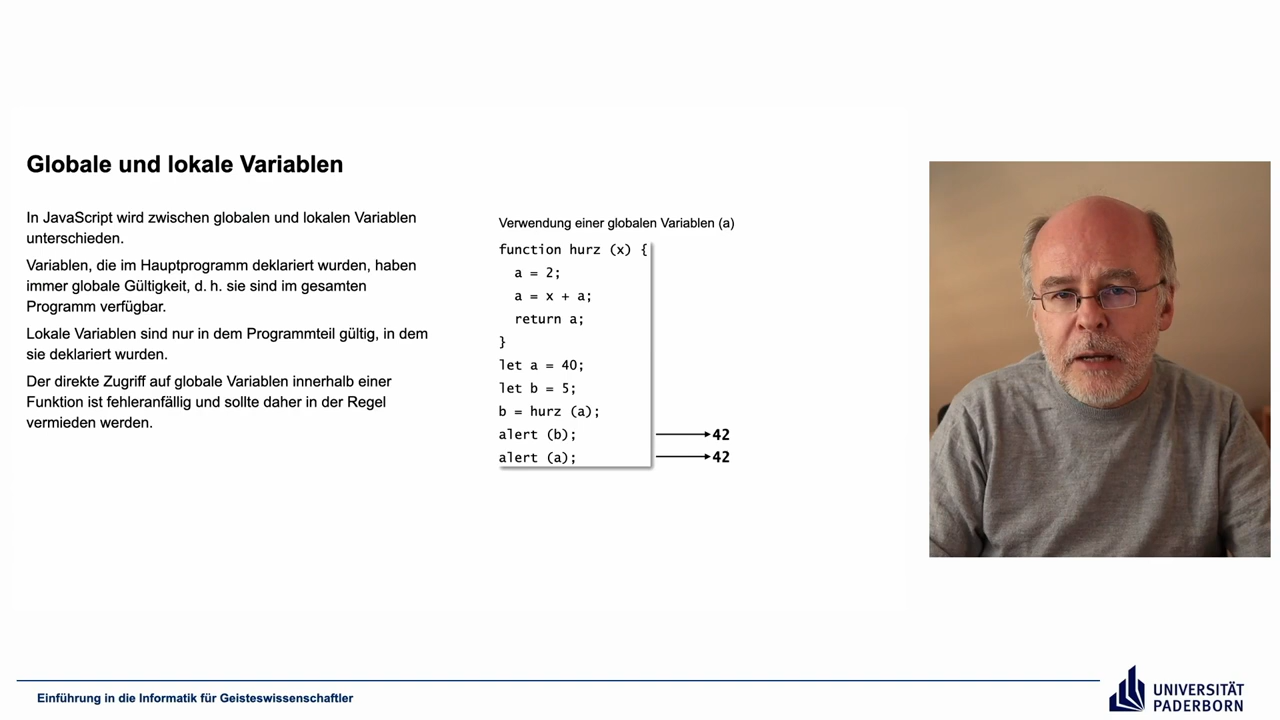 Globale und lokale Variablen
In JavaScript wird zwischen globalen und lokalen Variablen
unterschieden.
Variablen, die im Hauptprogramm deklariert wurden, haben
immer globale Gültigkeit, d. h. sie sind im gesamten
Programm verfügbar.
Lokale Variablen sind nur in dem Programmteil gültig, in dem
sie deklariert wurden.
Der direkte Zugriff auf globale Variablen innerhalb einer
Funktion ist fehleranfällig und sollte daher in der Regel
vermieden werden.
Verwendung einer globalen Variablen (a)
function hurz (x) {
a = 2;
a = x + a;
return a;
}
let a = 40;
let b = 5;
b = hurz (a);
alert (b); 42
alert (a); 42
Einführung in die Informatik für Geisteswissenschaftler
UNIVERSITÄT
PADERBORN